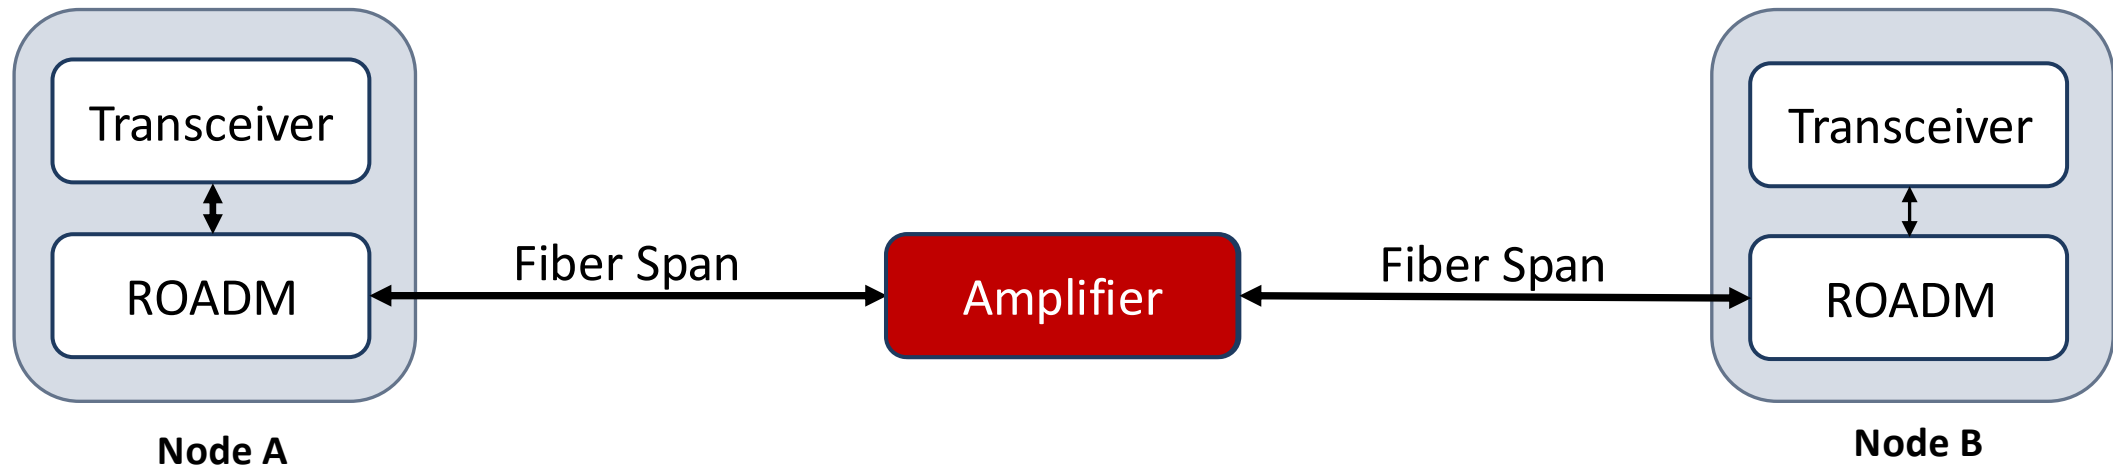 Transceiver
ROADM
Node A
Fiber Span
Amplifier
Fiber Span
Transceiver
ROADM
Node B